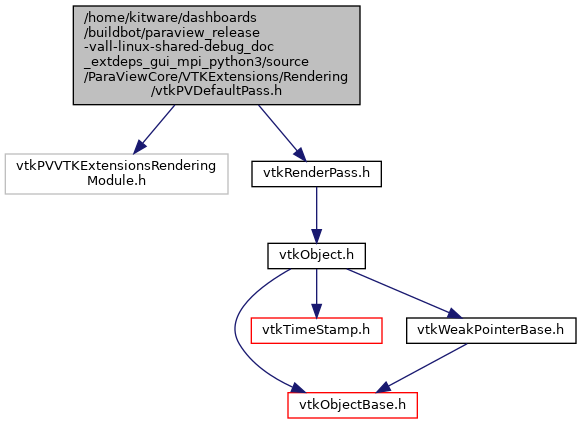 /home/kitware/dashboards
/buildbot/paraview_release
-vall-linux-shared-debug_doc
_extdeps_gui_mpi_python3/source
/ParaViewCore/VTKExtensions/Rendering
/vtkPVDefaultPass.h
vtkPVVTKExtensionsRendering
Module.h
vtkRenderPass.h
vtkObject.h
vtkTimeStamp.h
vtkWeakPointerBase.h
vtkObjectBase.h